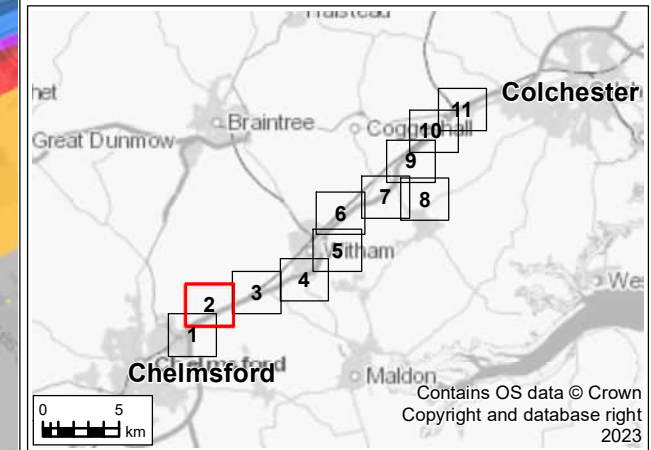 Colchester
11
Coggeshall
10
Braintree
Great Dunmow
9
7
8
6
Witham
5
4
3
2
1
Chelmsford
Chelmsford
Maldon
Contains OS data © Crown
Copyright and database right
2023
0 5
km